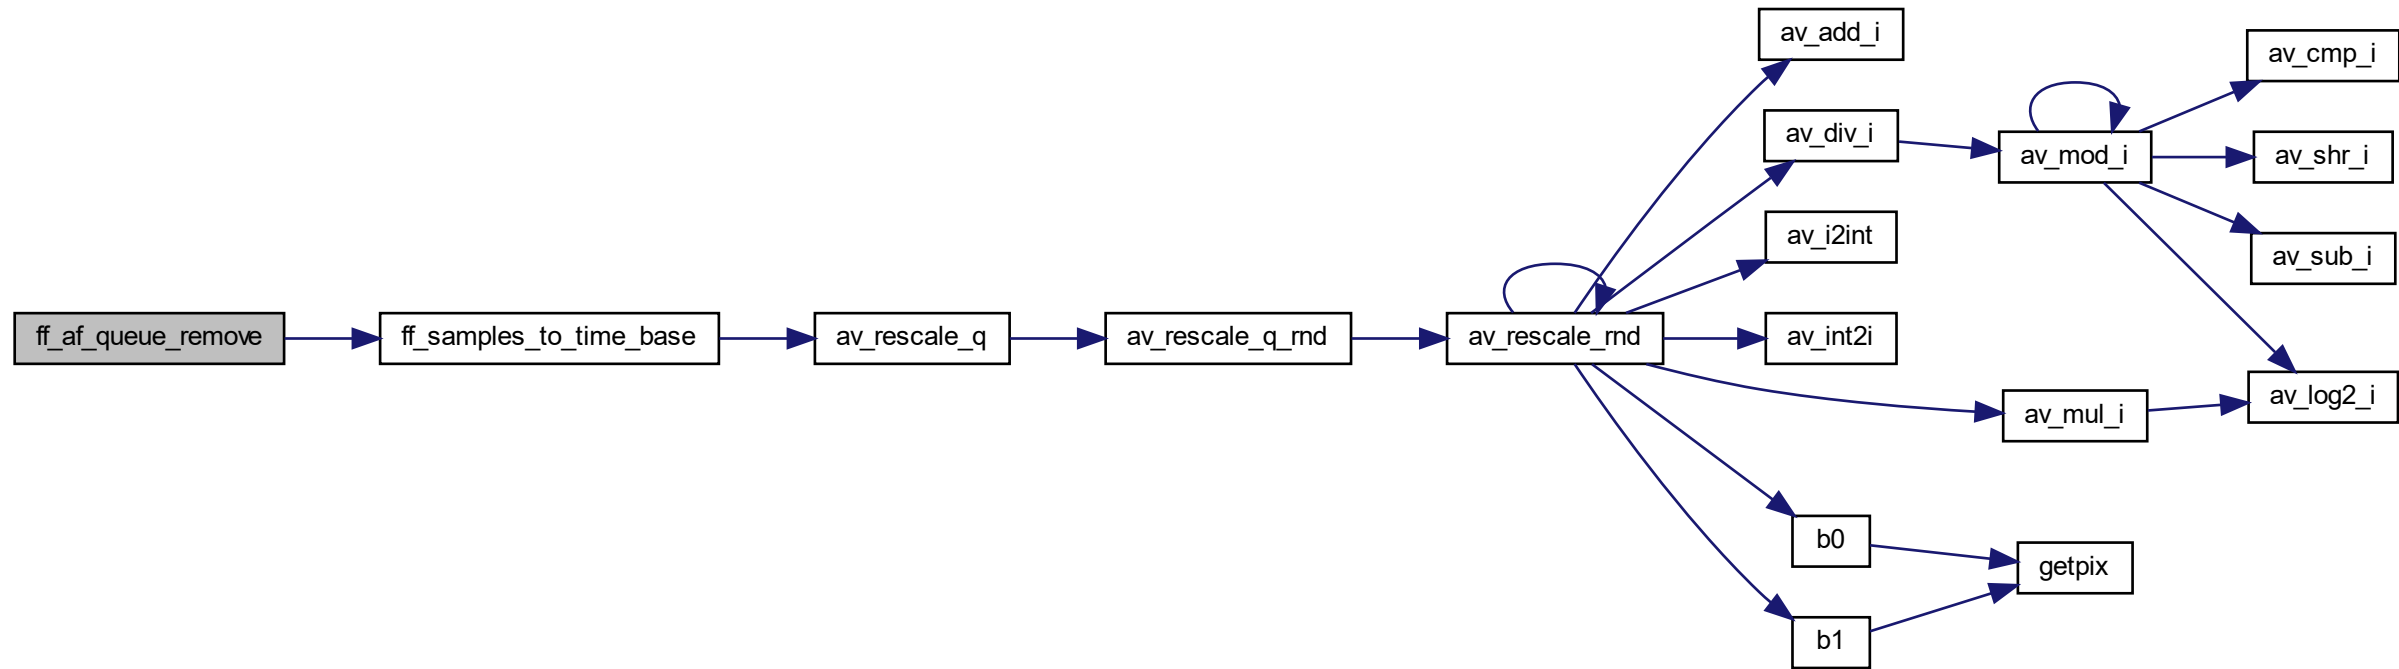 ff_af_queue_remove
ff_samples_to_time_base
av_rescale_q
av_rescale_q_rnd
av_rescale_rnd
av_add_i
av_div_i
av_i2int
av_int2i
av_mul_i
b0
b1
av_mod_i
getpix
av_cmp_i
av_shr_i
av_sub_i
av_log2_i